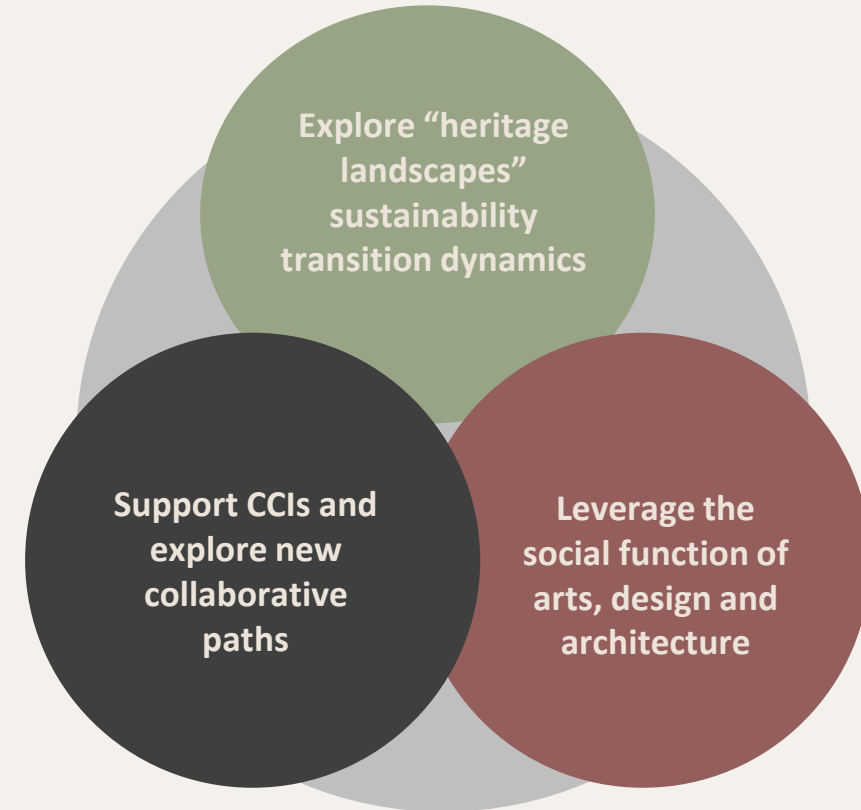 Explore “heritage
landscapes”
sustainability
transition dynamics
Support CCIs and
explore new
collaborative
paths
Leverage the
social function of
arts, design and
architecture